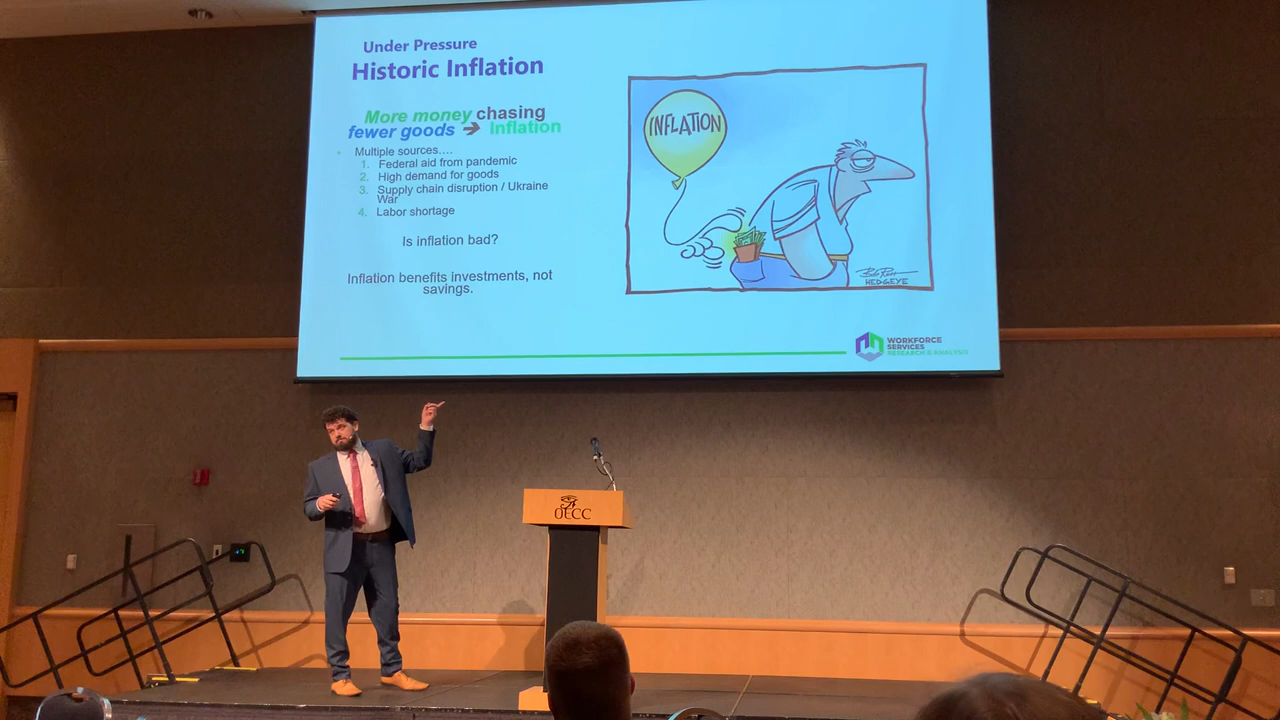 Under Pressure
Historic Inflation
More money chasing
fewer goods ➔ Inflation
• Multiple sources….
1. Federal aid from pandemic
2. High demand for goods
3. Supply chain disruption / Ukraine
War
4. Labor shortage
Is inflation bad?
Inflation benefits investments, not
savings.
INFLATION
HEDGEYE
WORKFORCE
SERVICES
RESEARCH & ANALYSIS
OECC